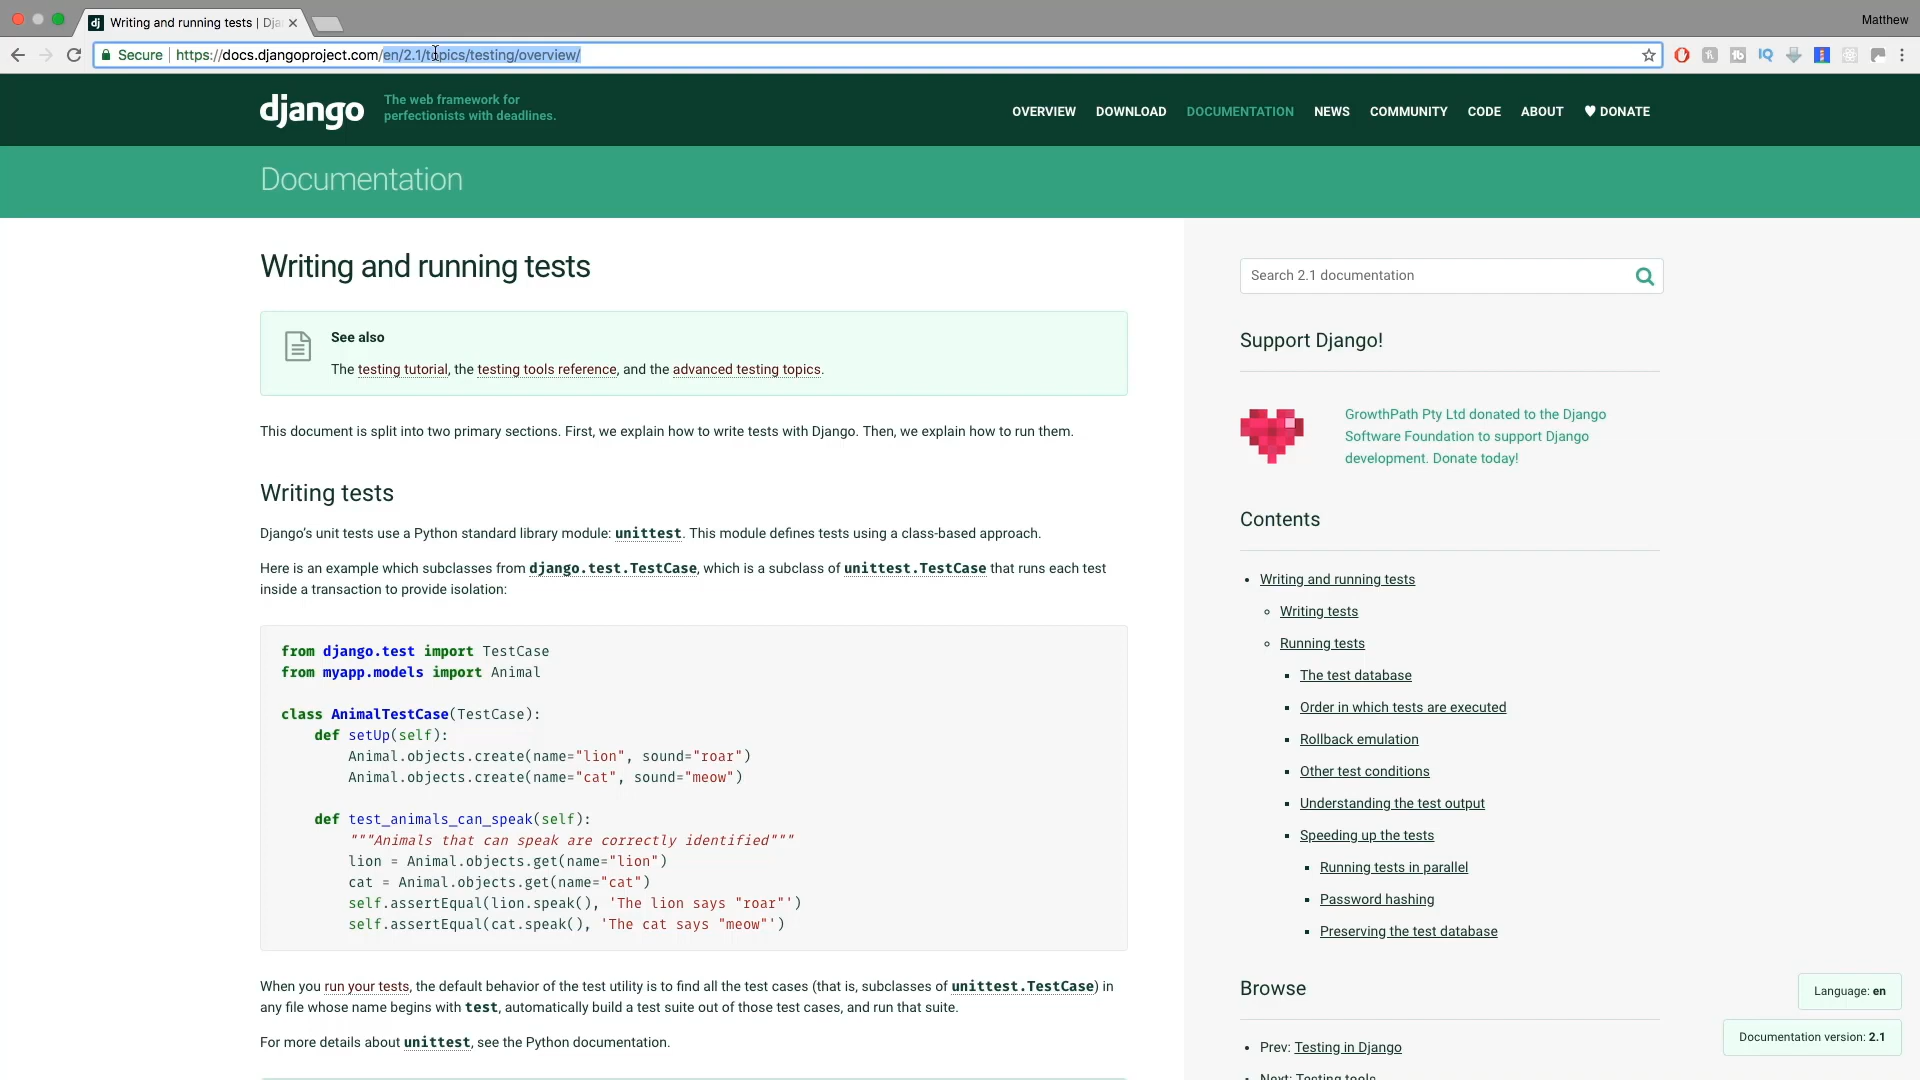 Writing and running tests | Dja
Matthew
Secure
https://docs.djangoproject.com/en/2.1/topics/testing/overview/
django
The web framework for
perfectionists with deadlines.
OVERVIEW DOWNLOAD DOCUMENTATION NEWS COMMUNITY CODE ABOUT DONATE
Documentation
Writing and running tests
See also
The testing tutorial, the testing tools reference, and the advanced testing topics.
This document is split into two primary sections. First, we explain how to write tests with Django. Then, we explain how to run them.
Writing tests
Django's unit tests use a Python standard library module: unittest. This module defines tests using a class-based approach.
Here is an example which subclasses from django.test.TestCase, which is a subclass of unittest.TestCase that runs each test
inside a transaction to provide isolation:
from django.test import TestCase
from myapp.models import Animal
class AnimalTestCase(TestCase):
    def setUp(self):
        Animal.objects.create(name="lion", sound="roar")
        Animal.objects.create(name="cat", sound="meow")
    def test_animals_can_speak(self):
        """Animals that can speak are correctly identified"""
        lion = Animal.objects.get(name="lion")
        cat = Animal.objects.get(name="cat")
        self.assertEqual(lion.speak(), 'The lion says "roar"')
        self.assertEqual(cat.speak(), 'The cat says "meow"')
When you run your tests, the default behavior of the test utility is to find all the test cases (that is, subclasses of unittest.TestCase) in
any file whose name begins with test, automatically build a test suite out of those test cases, and run that suite.
For more details about unittest, see the Python documentation.
Search 2.1 documentation
Support Django!
GrowthPath Pty Ltd donated to the Django
Software Foundation to support Django
development. Donate today!
Contents
Writing and running tests
Writing tests
Running tests
The test database
Order in which tests are executed
Rollback emulation
Other test conditions
Understanding the test output
Speeding up the tests
Running tests in parallel
Password hashing
Preserving the test database
Browse
Prev: Testing in Django
Next: Testing tools
Language: en
Documentation version: 2.1